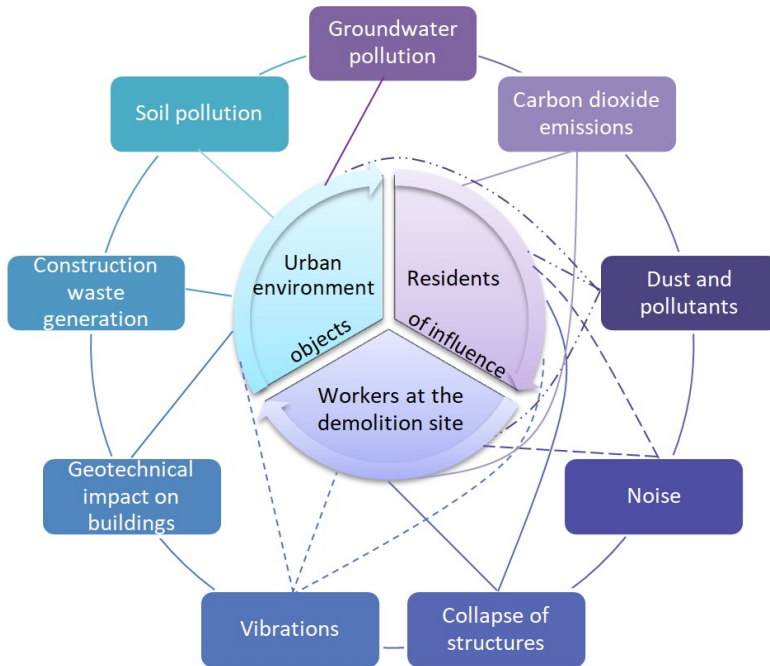 Groundwater
pollution
Carbon dioxide
emissions
Dust and
pollutants
Noise
Collapse of
structures
Vibrations
Geotechnical
impact on
buildings
Construction
waste
generation
Soil pollution
Urban
environment
Residents
Workers at the
demolition site
objects
of influence